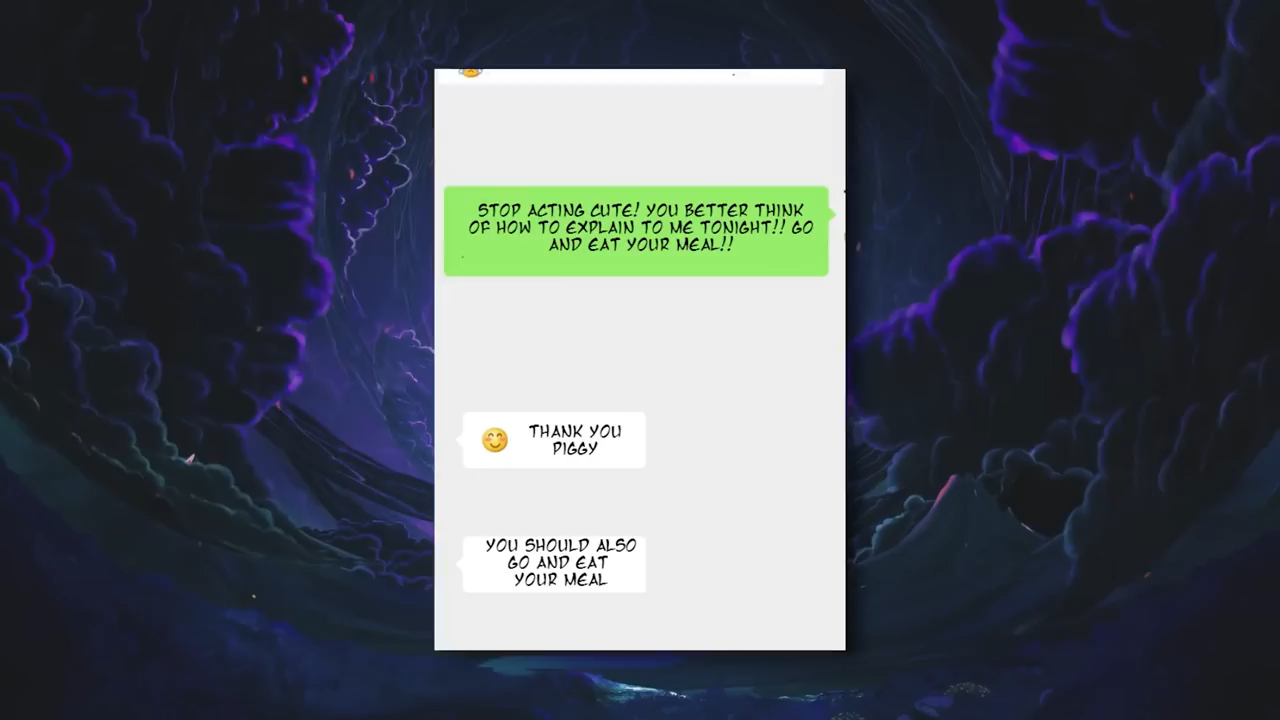 STOP ACTING CUTE! YOU BETTER THINK
OF HOW TO EXPLAIN TO ME TONIGHT!! GO
AND EAT YOUR MEAL!!
THANK YOU
PIGGY
YOU SHOULD ALSO
GO AND EAT
YOUR MEAL